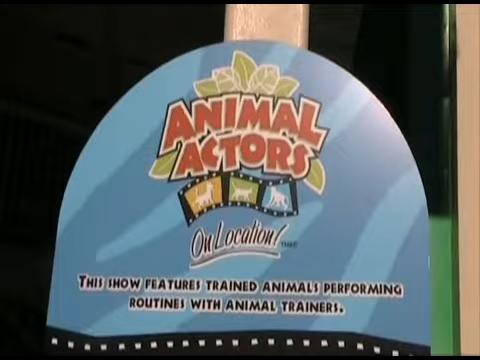 ANIMAL
ACTORS
On Location!
THIS SHOW FEATURES TRAINED ANIMALS PERFORMING
ROUTINES WITH ANIMAL TRAINERS.